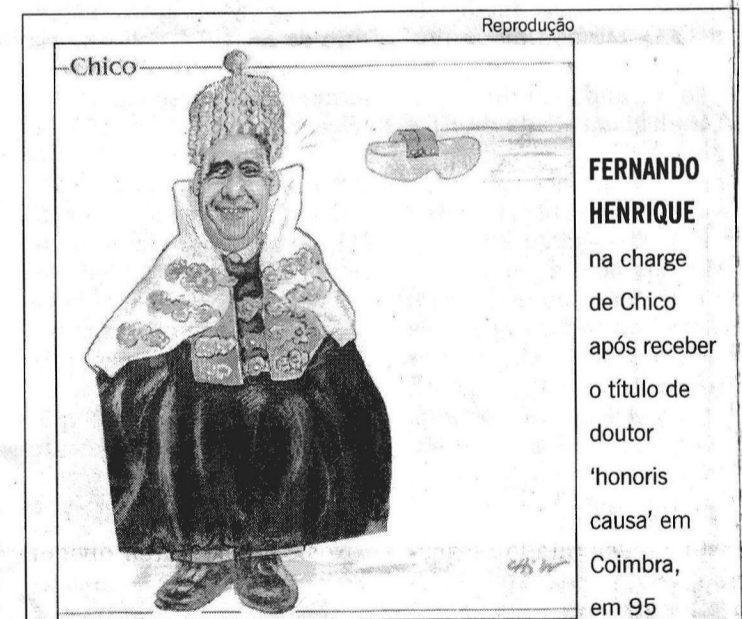 Reprodução
Chico
FERNANDO
HENRIQUE
na charge
de Chico
após receber
o título de
doutor
'honoris
causa' em
Coimbra,
em 95